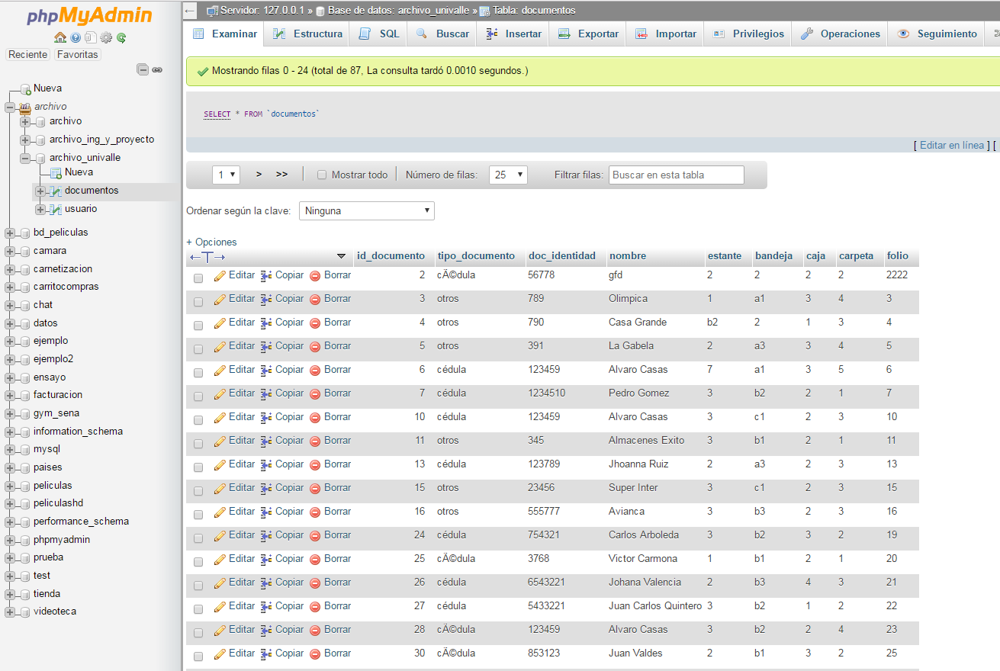 phpMyAdmin
Reciente Favoritas
Nueva
archivo
archivo
archivo_ing_y_proyecto
archivo_univalle
Nueva
documentos
usuario
bd_peliculas
camara
carnetizacion
carritocompras
chat
datos
ejemplo
ejemplo2
ensayo
facturacion
gym_sena
information_schema
mysql
paises
peliculas
peliculashd
performance_schema
phpmyadmin
prueba
test
tienda
videoteca
Servidor: 127.0.0.1 » Base de datos: archivo_univalle » Tabla: documentos
Examinar Estructura SQL Buscar Insertar Exportar Importar Privilegios Operaciones Seguimiento
Mostrando filas 0 - 24 (total de 87, La consulta tardó 0.0010 segundos.)
SELECT * FROM `documentos`
[ Editar en línea ] [
1 > >> Mostrar todo Número de filas: 25 Filtrar filas: Buscar en esta tabla
Ordenar según la clave: Ninguna
+ Opciones
←T→ id_documento tipo_documento doc_identidad nombre estante bandeja caja carpeta folio
Editar Copiar Borrar 2 cÃ©dula 56778 gfd 2 2 2 2 2222
Editar Copiar Borrar 3 otros 789 Olimpica 1 a1 3 4 3
Editar Copiar Borrar 4 otros 790 Casa Grande b2 2 1 3 4
Editar Copiar Borrar 5 otros 391 La Gabela 2 a3 3 4 5
Editar Copiar Borrar 6 cédula 123459 Alvaro Casas 7 a1 3 5 6
Editar Copiar Borrar 7 cédula 1234510 Pedro Gomez 3 b2 2 1 7
Editar Copiar Borrar 10 cédula 123459 Alvaro Casas 3 c1 2 3 10
Editar Copiar Borrar 11 otros 345 Almacenes Exito 3 b1 2 1 11
Editar Copiar Borrar 13 cédula 123789 Jhoanna Ruiz 2 a3 2 3 13
Editar Copiar Borrar 15 otros 23456 Super Inter 3 c1 2 3 15
Editar Copiar Borrar 16 otros 555777 Avianca 3 b3 2 3 16
Editar Copiar Borrar 24 cédula 754321 Carlos Arboleda 3 b2 3 2 19
Editar Copiar Borrar 25 cÃ©dula 3768 Victor Carmona 1 b1 2 1 20
Editar Copiar Borrar 26 cédula 6543221 Johana Valencia 2 b3 4 3 21
Editar Copiar Borrar 27 cédula 5433221 Juan Carlos Quintero 3 b2 1 2 22
Editar Copiar Borrar 28 cÃ©dula 123459 Alvaro Casas 3 b2 2 4 23
Editar Copiar Borrar 30 cÃ©dula 853123 Juan Valdes 2 b1 3 2 25